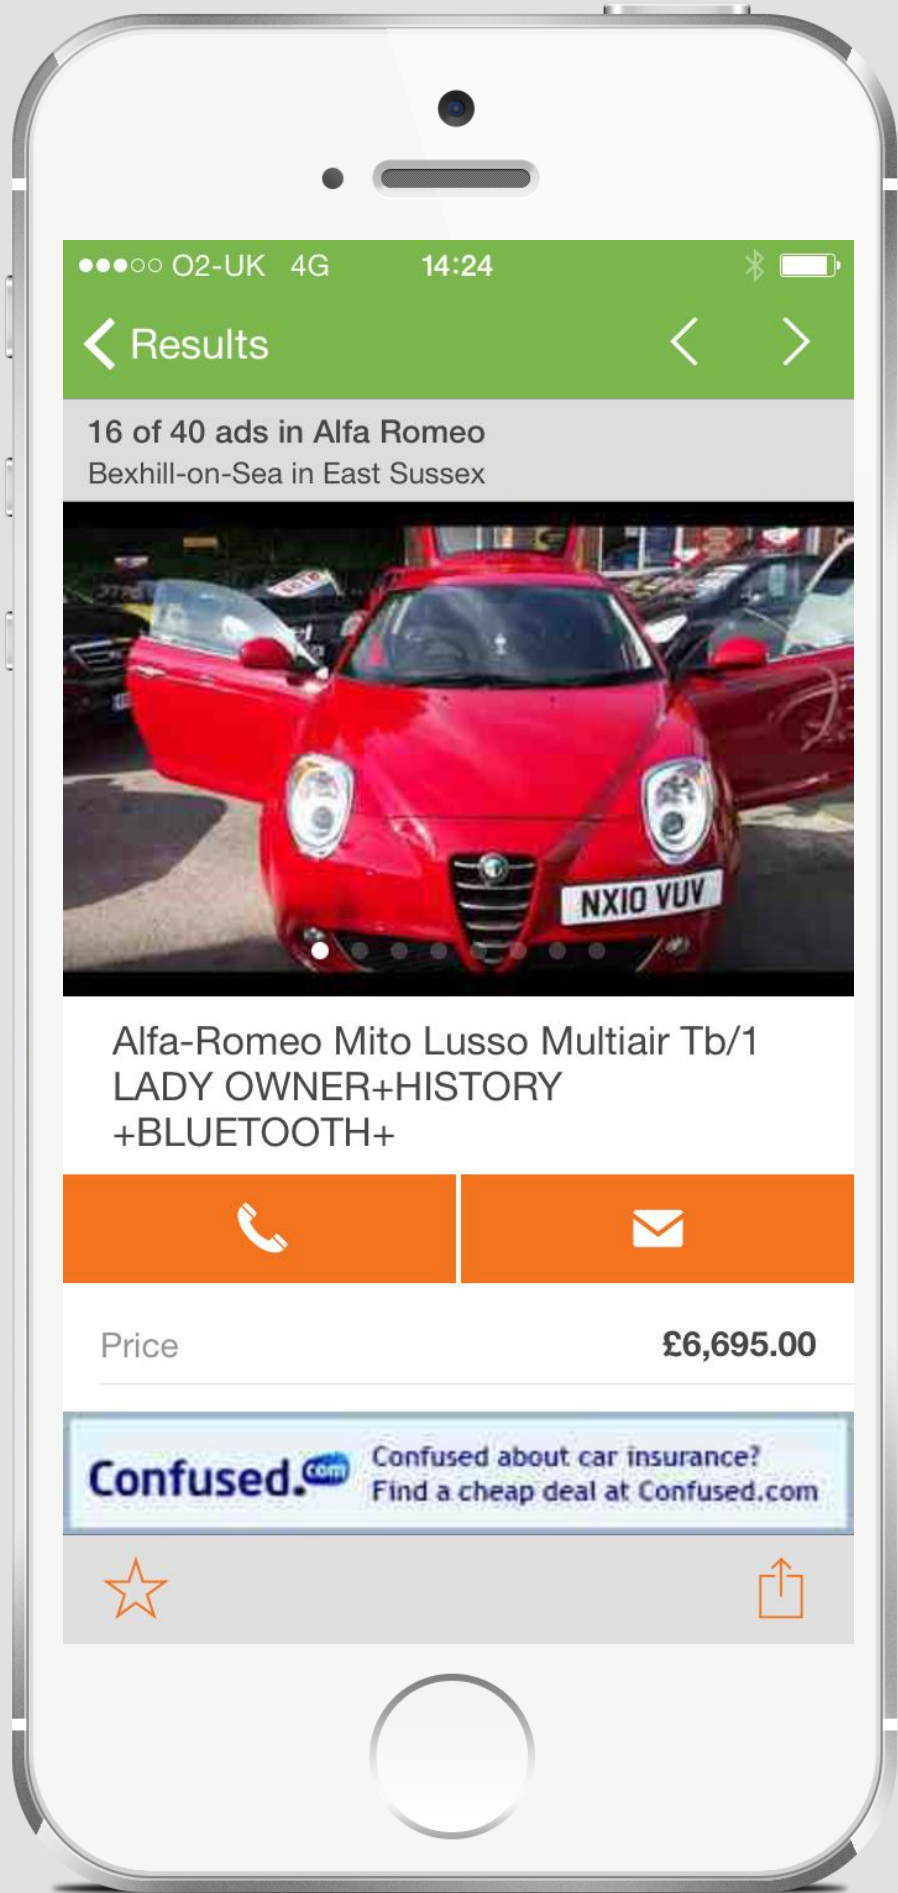 O2-UK 4G 14:24
Results
16 of 40 ads in Alfa Romeo
Bexhill-on-Sea in East Sussex
NX10 VUV
Alfa-Romeo Mito Lusso Multiair Tb/1
LADY OWNER+HISTORY
+BLUETOOTH+
Price £6,695.00
Confused.com
Confused about car insurance?
Find a cheap deal at Confused.com